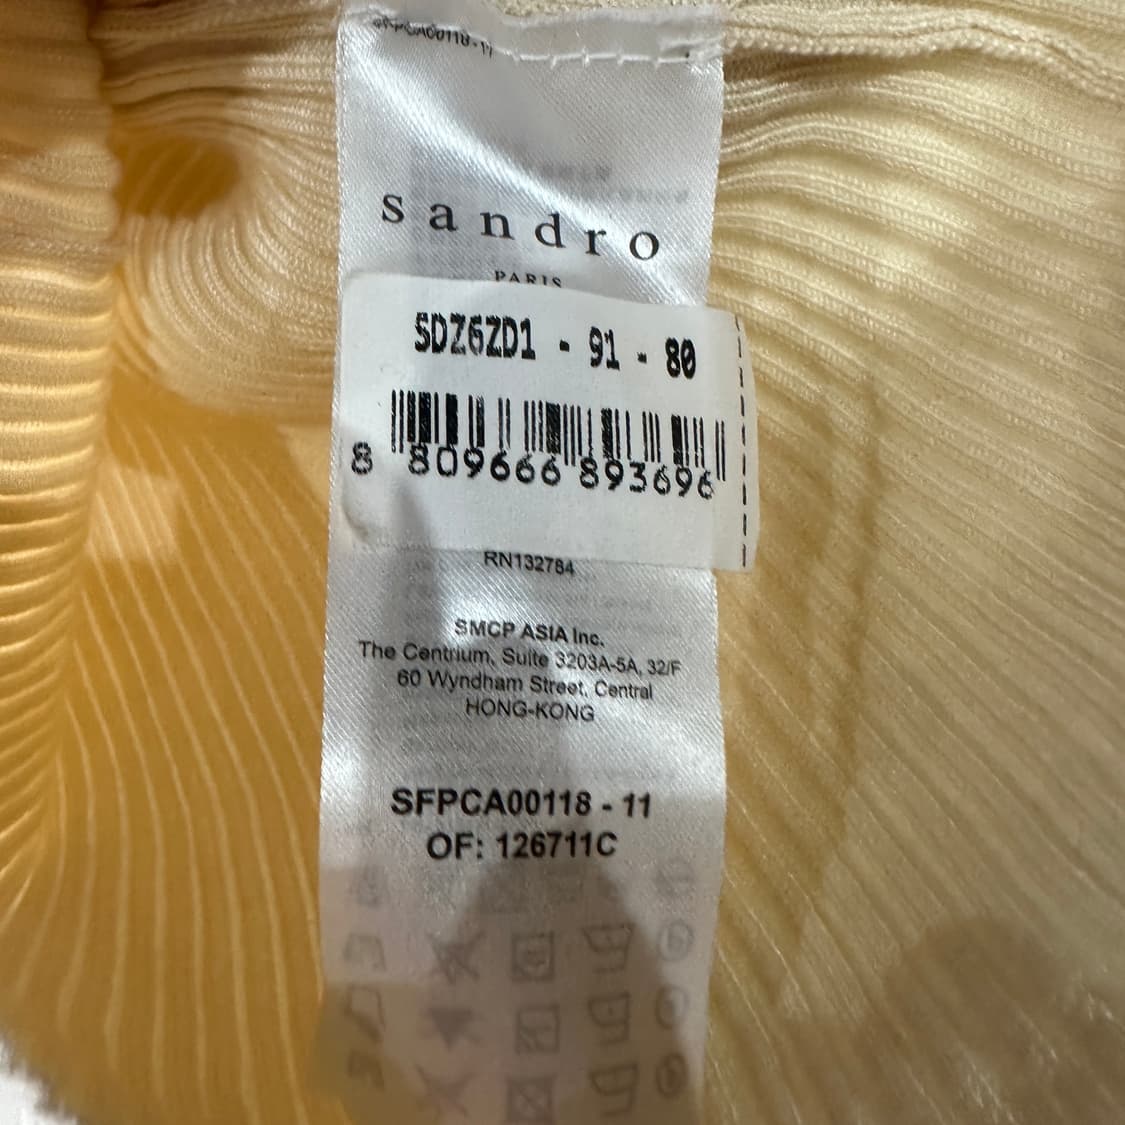 SFPCA00118-11
sandro
PARIS
SDZ6ZD1 - 91 - 80
8 809666 893696
RN132784
SMCP ASIA Inc.
The Centrium, Suite 3203A-5A, 32/F
60 Wyndham Street, Central
HONG-KONG
SFPCA00118 - 11
OF: 126711C